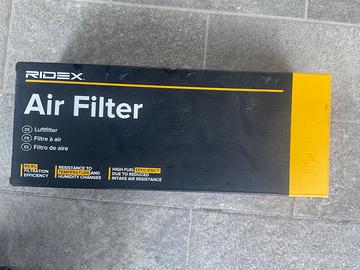 RIDEX
Air Filter
DE Luftfilter
FR Filtre à air
ES Filtro de aire
99.5%
FILTRATION
EFFICIENCY
RESISTANCE TO
TEMPERATURE AND
HUMIDITY CHANGES
HIGH FUEL EFFICIENCY
DUE TO REDUCED
INTAKE AIR RESISTANCE